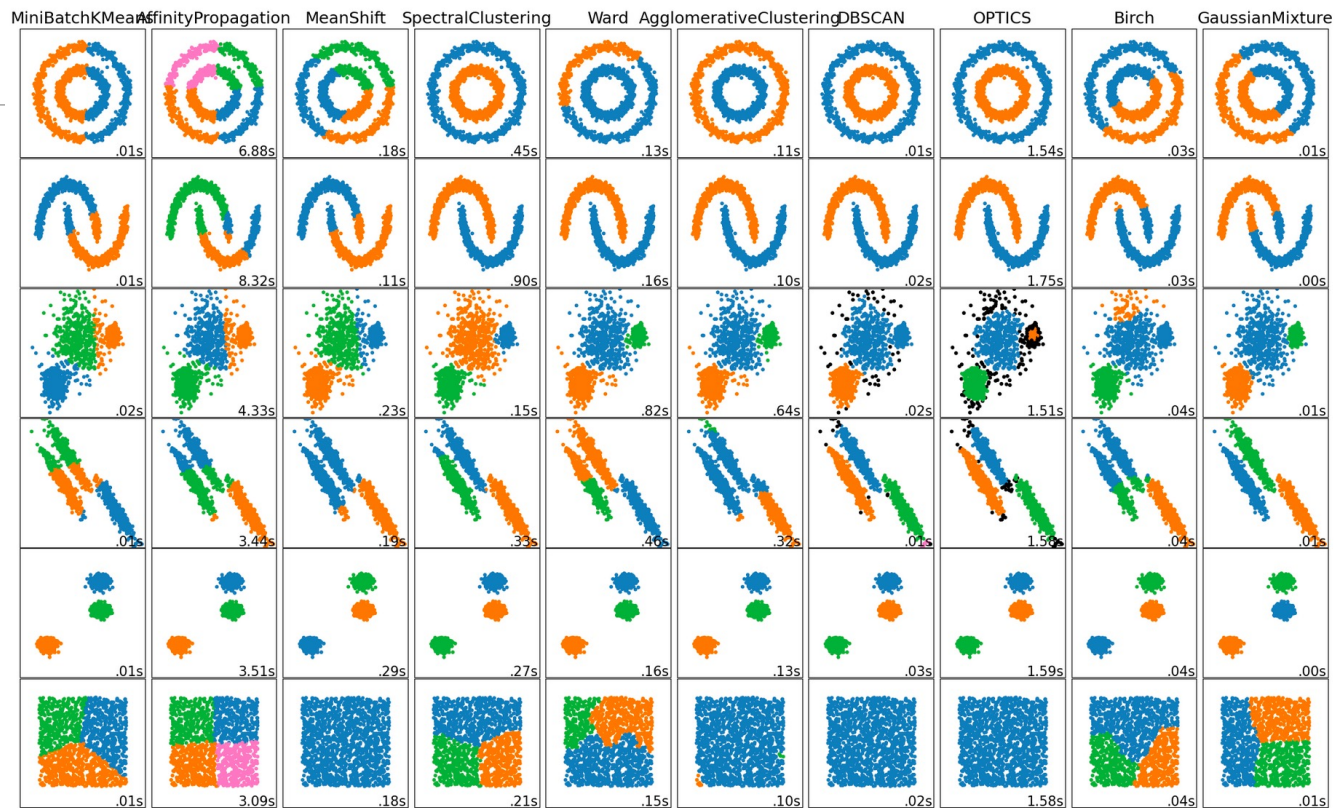 MiniBatchKMeans AffinityPropagation MeanShift SpectralClustering Ward AgglomerativeClustering DBSCAN OPTICS Birch GaussianMixture
.01s 6.88s .18s .45s .13s .11s .01s 1.54s .03s .01s
.01s 8.32s .11s .90s .16s .10s .02s 1.75s .03s .00s
.02s 4.33s .23s .15s .82s .64s .02s 1.51s .04s .01s
.01s 3.44s .19s .33s .46s .32s .01s 1.58s .04s .01s
.01s 3.51s .29s .27s .16s .13s .03s 1.59s .04s .00s
.01s 3.09s .18s .21s .15s .10s .02s 1.58s .04s .01s